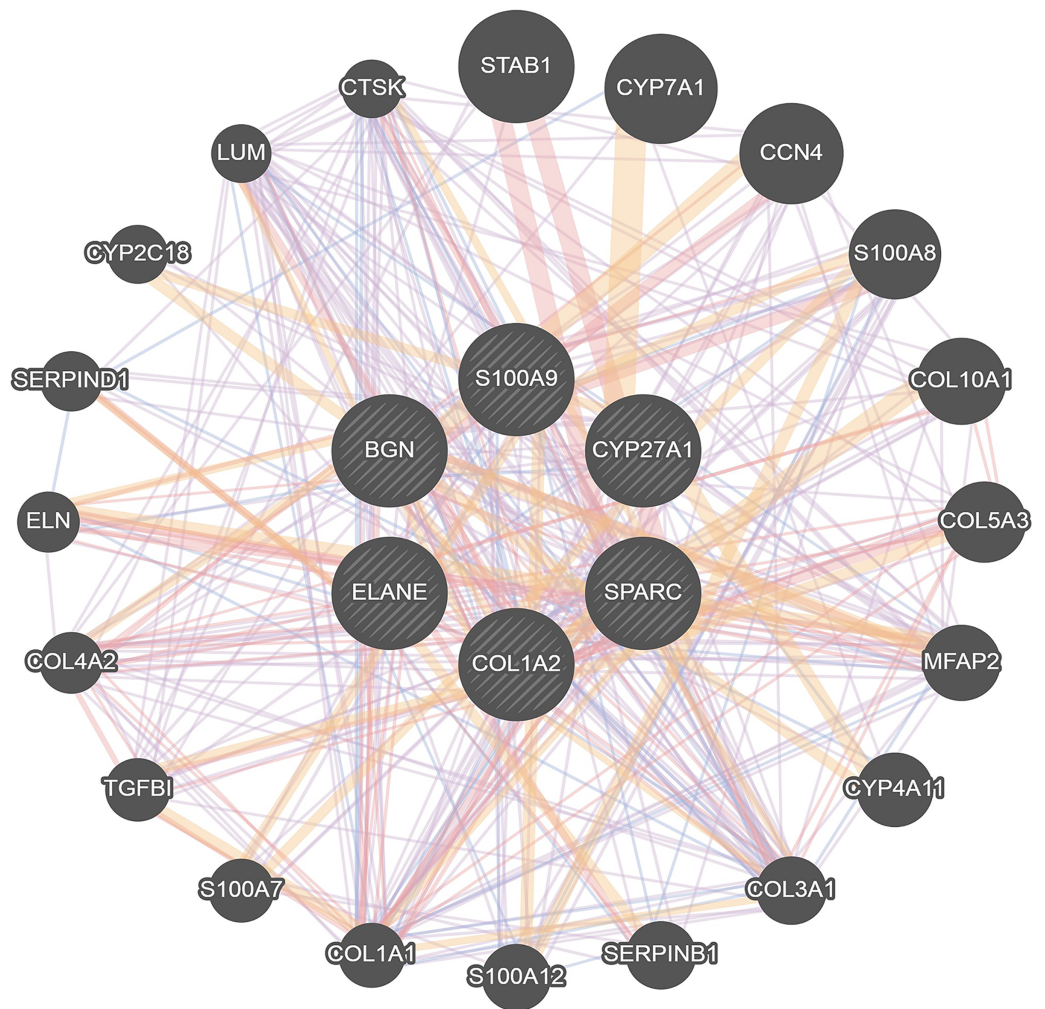 STAB1
CYP7A1
CTSK
CCN4
LUM
CYP2C18
S100A8
S100A9
SERPIND1
COL10A1
BGN
CYP27A1
ELN
COL5A3
ELANE
SPARC
COL4A2
COL1A2
MFAP2
TGFBI
CYP4A11
S100A7
COL3A1
COL1A1
SERPINB1
S100A12